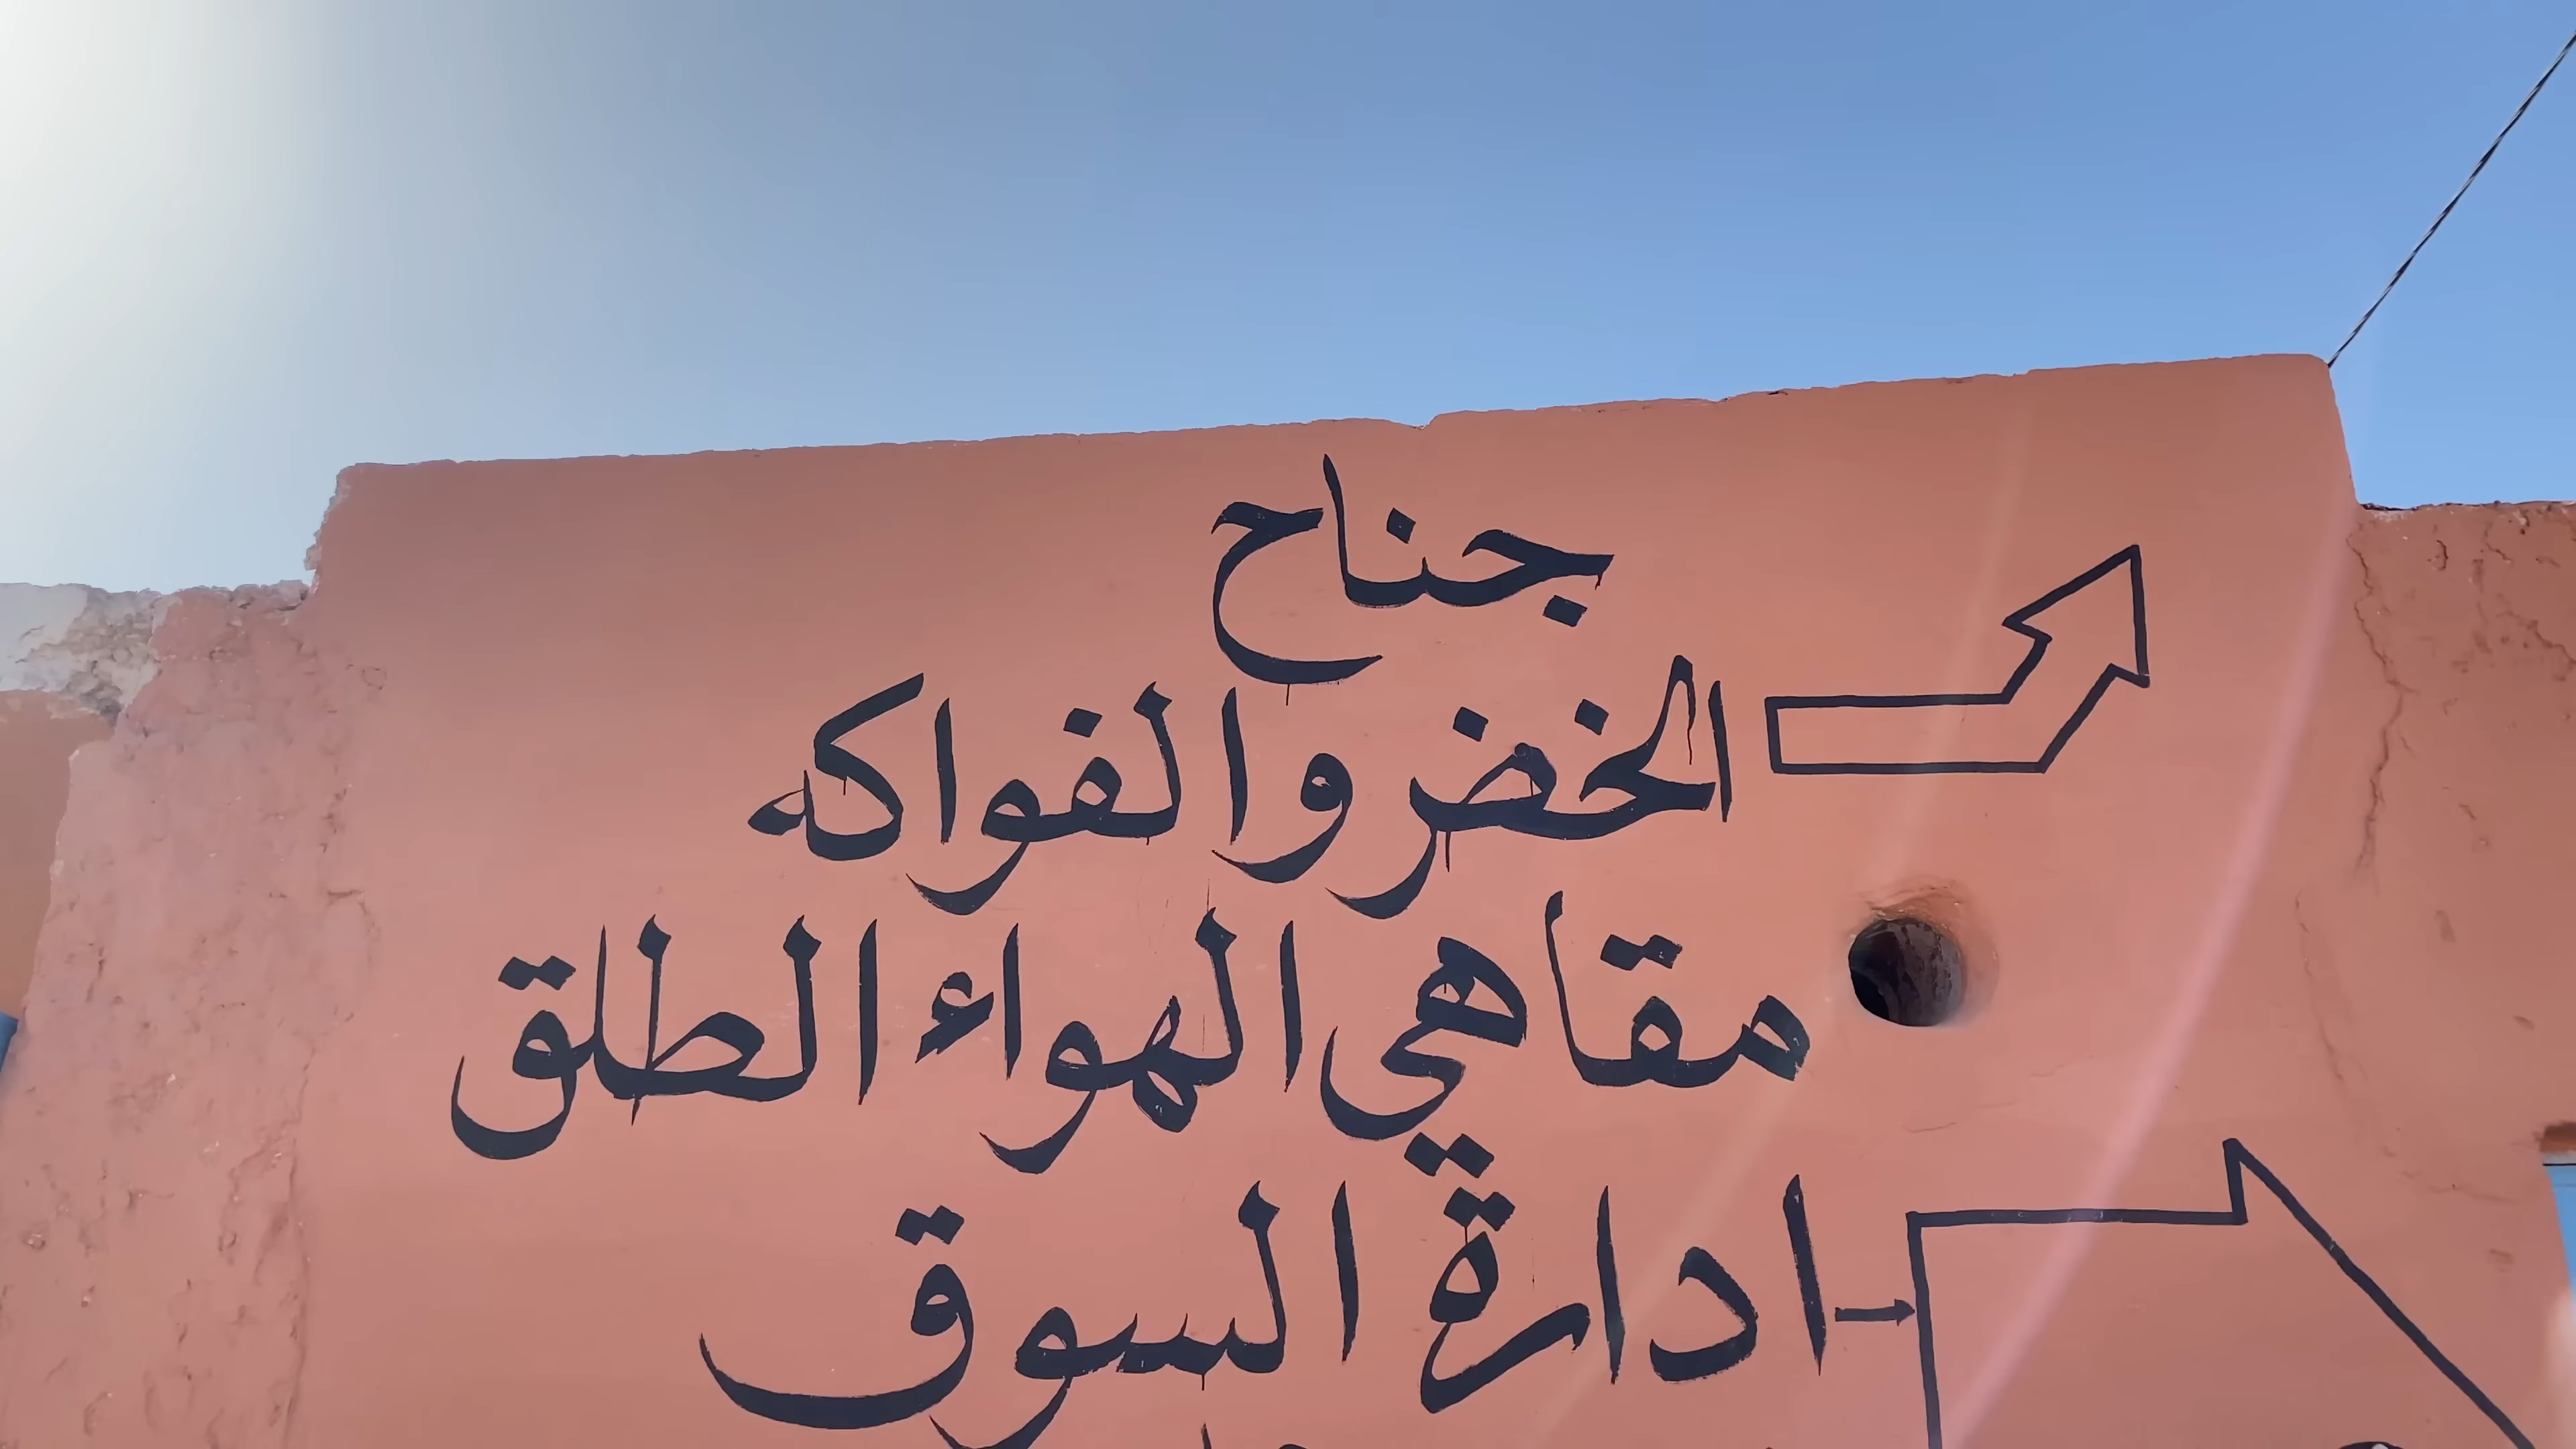 جناح
الخضر والفواكه
مقاهي الهواء الطلق
ادارة السوق